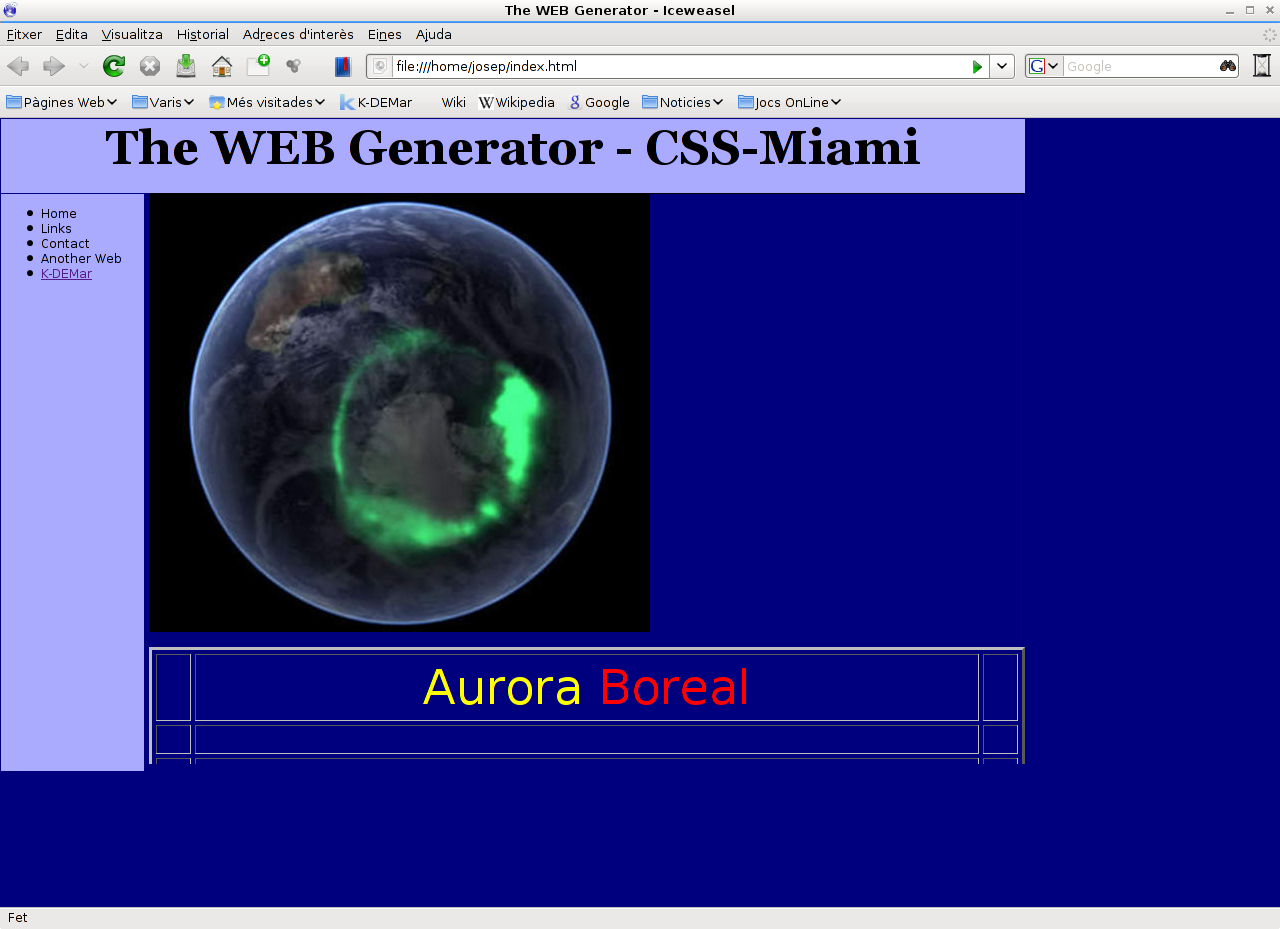 The WEB Generator - Iceweasel
Fitxer Edita Visualitza Historial Adreces d'interès Eines Ajuda
file:///home/josep/index.html G Google
Pàgines Web Varis Més visitades K-DEMar Wiki W Wikipedia g Google Noticies Jocs OnLine
The WEB Generator - CSS-Miami
Home
Links
Contact
Another Web
K-DEMar
Aurora Boreal
Fet